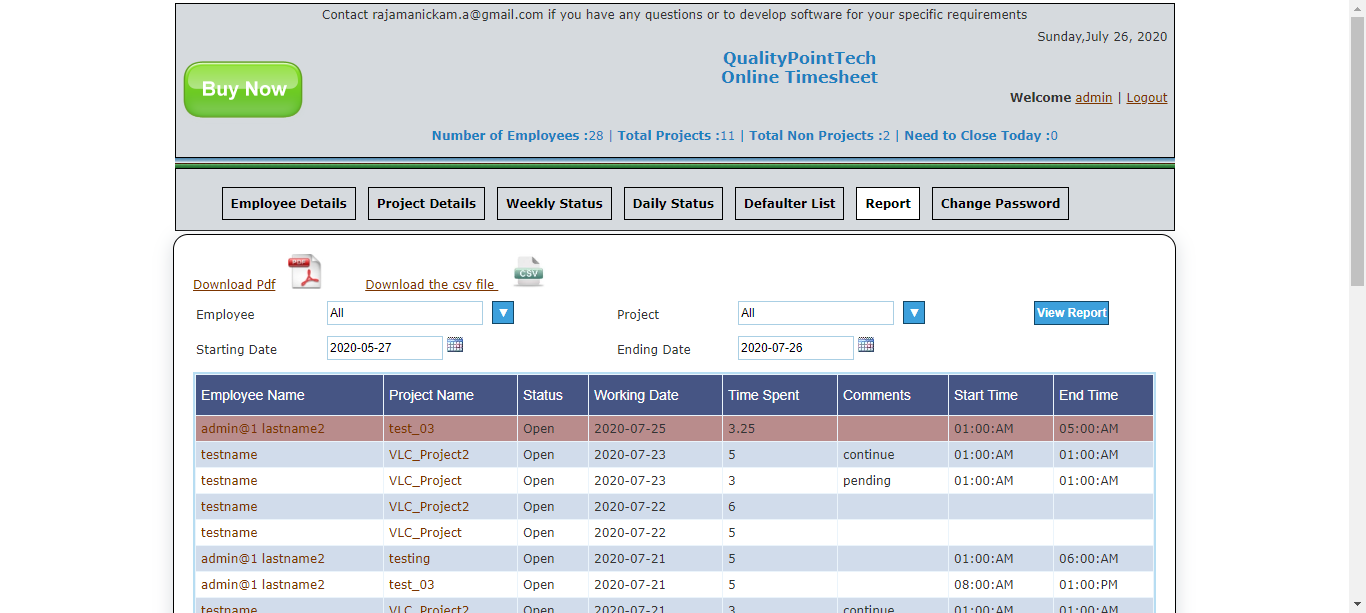 Contact rajamanickam.a@gmail.com if you have any questions or to develop software for your specific requirements
Sunday,July 26, 2020
Buy Now
QualityPointTech
Online Timesheet
Welcome admin | Logout
Number of Employees :28 | Total Projects :11 | Total Non Projects :2 | Need to Close Today :0
Employee Details Project Details Weekly Status Daily Status Defaulter List Report Change Password
Download Pdf PDF Download the csv file CSV
Employee All Project All View Report
Starting Date 2020-05-27 Ending Date 2020-07-26
Employee Name Project Name Status Working Date Time Spent Comments Start Time End Time
admin@1 lastname2 test_03 Open 2020-07-25 3.25 01:00:AM 05:00:AM
testname VLC_Project2 Open 2020-07-23 5 continue 01:00:AM 01:00:AM
testname VLC_Project Open 2020-07-23 3 pending 01:00:AM 01:00:AM
testname VLC_Project2 Open 2020-07-22 6
testname VLC_Project Open 2020-07-22 5
admin@1 lastname2 testing Open 2020-07-21 5 01:00:AM 06:00:AM
admin@1 lastname2 test_03 Open 2020-07-21 5 08:00:AM 01:00:PM
testname VLC_Project2 Open 2020-07-21 3 continue 01:00:AM 01:00:AM